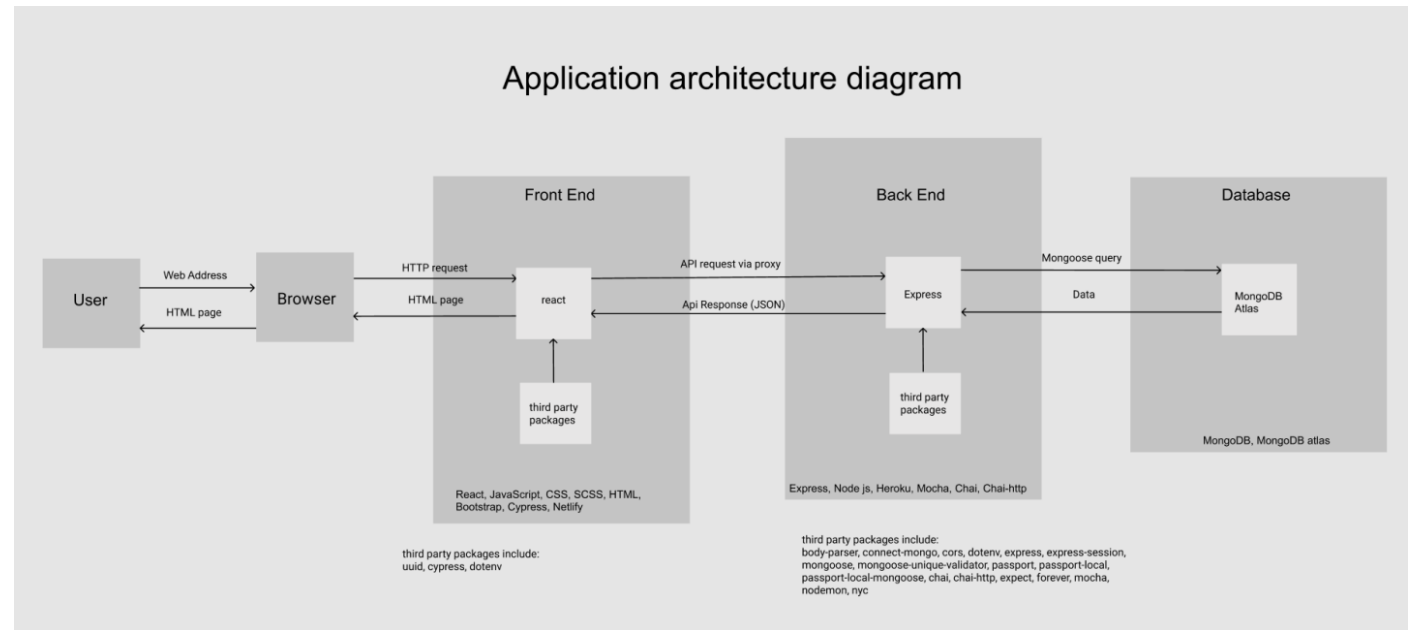 Application architecture diagram
Front End
Back End
Database
User
Web Address
HTML page
Browser
HTTP request
HTML page
react
API request via proxy
Api Response (JSON)
Express
Mongoose query
Data
MongoDB
Atlas
third party
packages
third party
packages
React, JavaScript, CSS, SCSS, HTML,
Bootstrap, Cypress, Netlify
Express, Node js, Heroku, Mocha, Chai, Chai-http
MongoDB, MongoDB atlas
third party packages include:
uuid, cypress, dotenv
third party packages include:
body-parser, connect-mongo, cors, dotenv, express, express-session,
mongoose, mongoose-unique-validator, passport, passport-local,
passport-local-mongoose, chai, chai-http, expect, forever, mocha,
nodemon, nyc